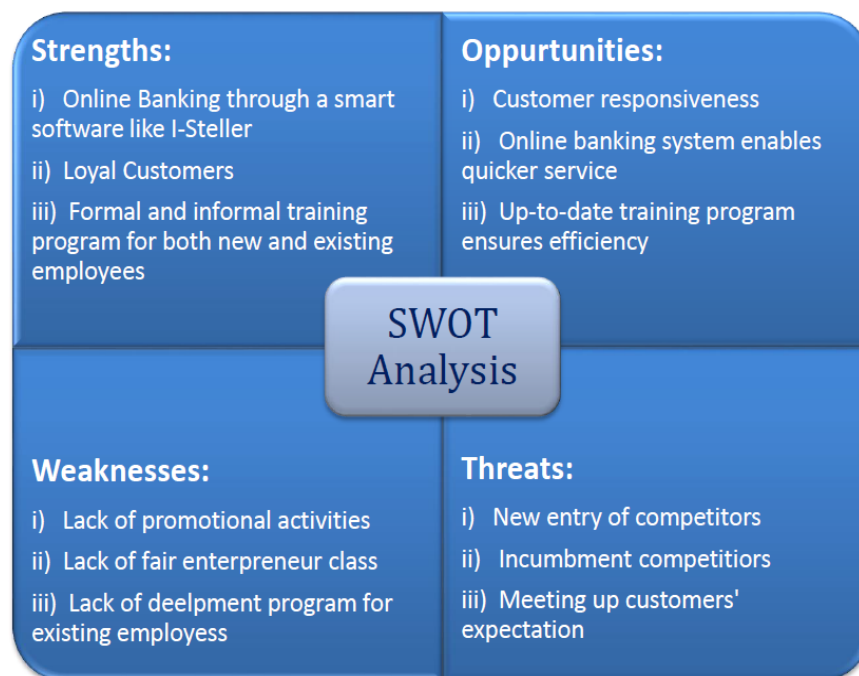 Strengths:
i) Online Banking through a smart
software like I-Steller
ii) Loyal Customers
iii) Formal and informal training
program for both new and existing
employees
Oppurtunities:
i) Customer responsiveness
ii) Online banking system enables
quicker service
iii) Up-to-date training program
ensures efficiency
SWOT
Analysis
Weaknesses:
i) Lack of promotional activities
ii) Lack of fair enterpreneur class
iii) Lack of deelpment program for
existing employess
Threats:
i) New entry of competitors
ii) Incumbment competitiors
iii) Meeting up customers'
expectation